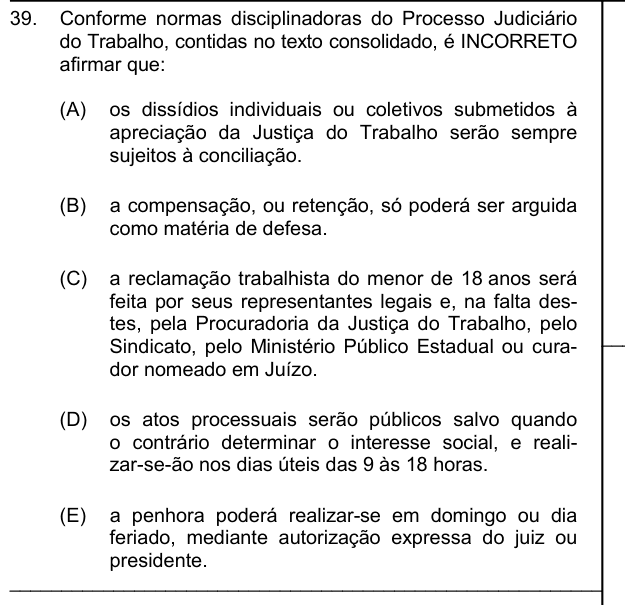 39. Conforme normas disciplinadoras do Processo Judiciário
do Trabalho, contidas no texto consolidado, é INCORRETO
afirmar que:
(A) os dissídios individuais ou coletivos submetidos à
apreciação da Justiça do Trabalho serão sempre
sujeitos à conciliação.
(B) a compensação, ou retenção, só poderá ser arguida
como matéria de defesa.
(C) a reclamação trabalhista do menor de 18 anos será
feita por seus representantes legais e, na falta des-
tes, pela Procuradoria da Justiça do Trabalho, pelo
Sindicato, pelo Ministério Público Estadual ou cura-
dor nomeado em Juízo.
(D) os atos processuais serão públicos salvo quando
o contrário determinar o interesse social, e reali-
zar-se-ão nos dias úteis das 9 às 18 horas.
(E) a penhora poderá realizar-se em domingo ou dia
feriado, mediante autorização expressa do juiz ou
presidente.